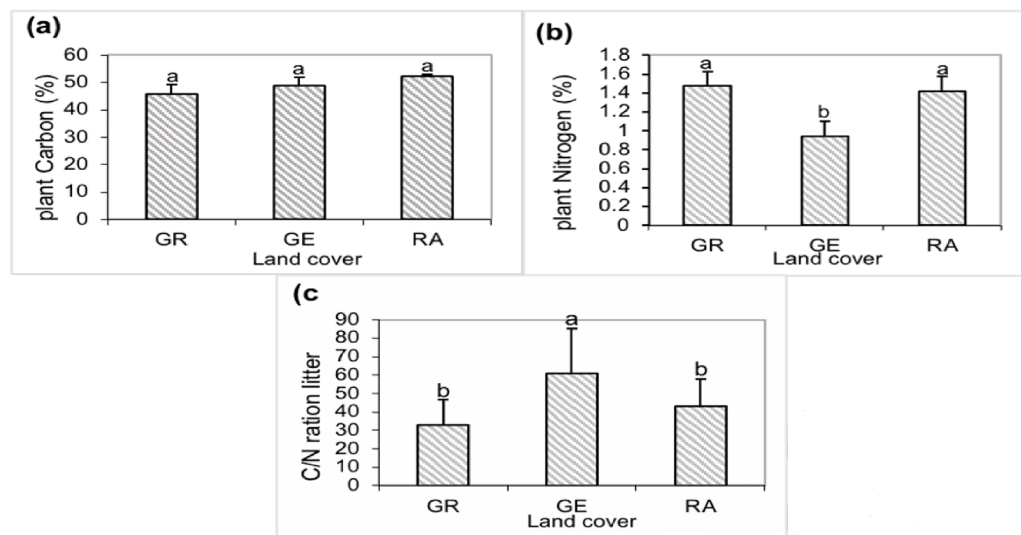 (a)
plant Carbon (%)
60
50
40
30
20
10
0
a
a
a
GR
GE
RA
Land cover
(b)
plant Nitrogen (%)
1.8
1.6
1.4
1.2
1
0.8
0.6
0.4
0.2
0
a
b
a
GR
GE
RA
Land cover
(c
C/N ration litter
90
80
70
60
50
40
30
20
10
0
b
a
b
GR
GE
RA
Land cover